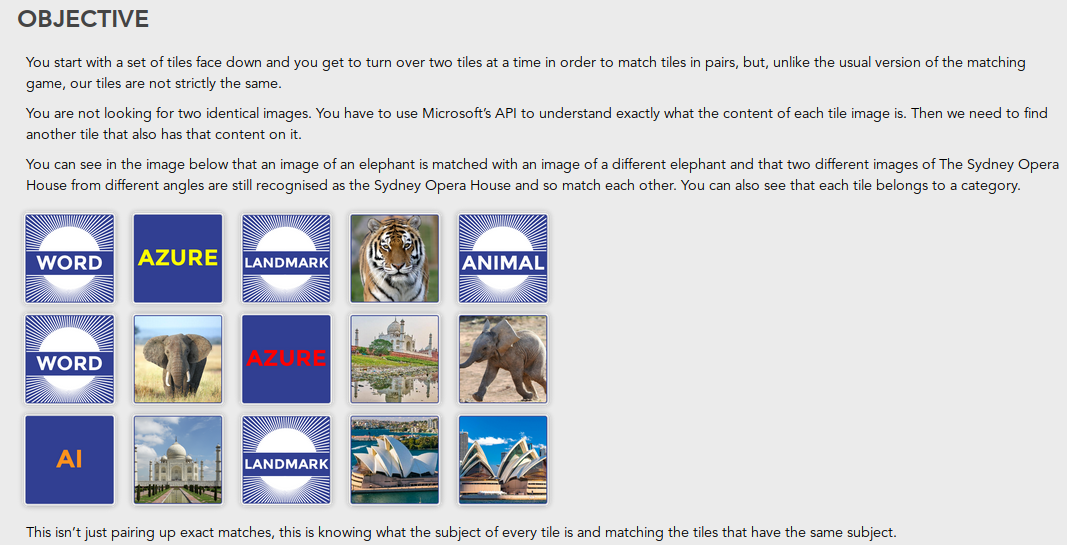 OBJECTIVE
You start with a set of tiles face down and you get to turn over two tiles at a time in order to match tiles in pairs, but, unlike the usual version of the matching
game, our tiles are not strictly the same.
You are not looking for two identical images. You have to use Microsoft’s API to understand exactly what the content of each tile image is. Then we need to find
another tile that also has that content on it.
You can see in the image below that an image of an elephant is matched with an image of a different elephant and that two different images of The Sydney Opera
House from different angles are still recognised as the Sydney Opera House and so match each other. You can also see that each tile belongs to a category.
WORD AZURE LANDMARK ANIMAL
WORD AZURE
AI LANDMARK
This isn’t just pairing up exact matches, this is knowing what the subject of every tile is and matching the tiles that have the same subject.